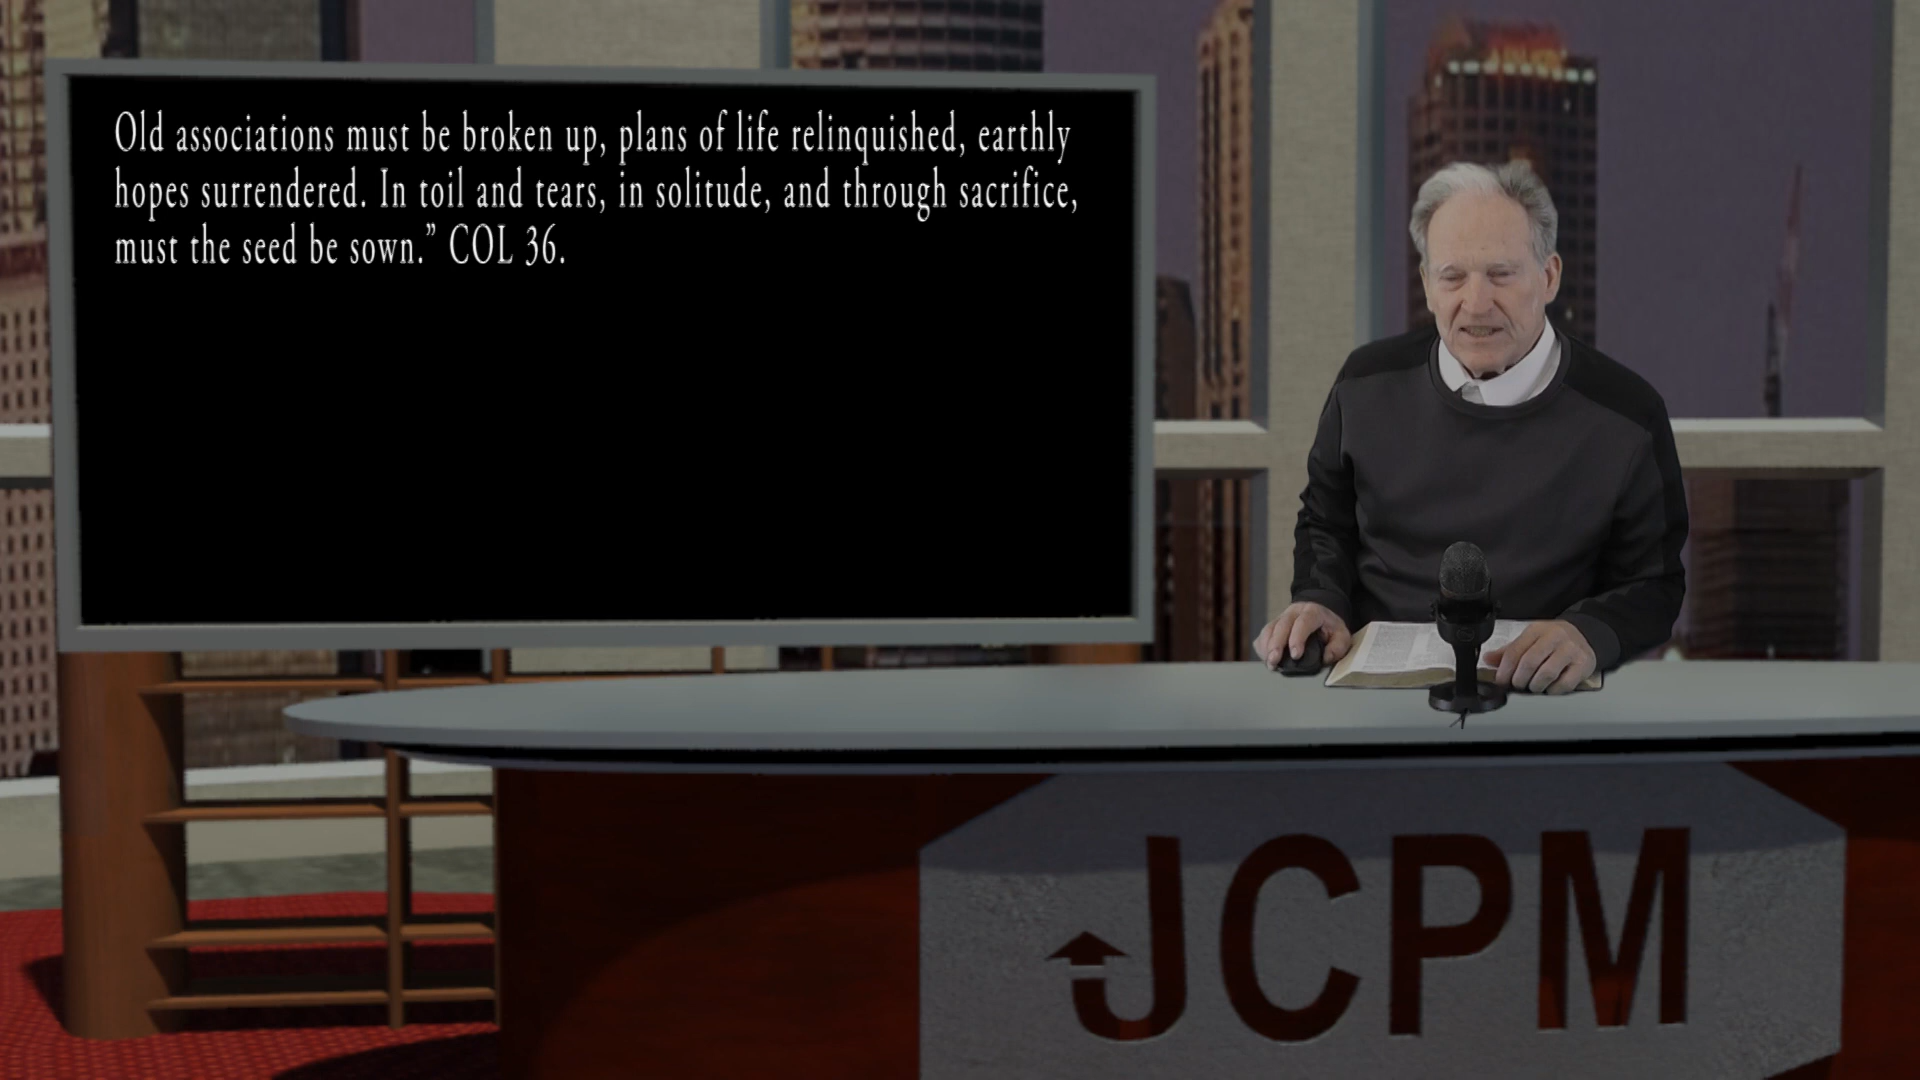 Old associations must be broken up, plans of life relinquished, earthly
hopes surrendered. In toil and tears, in solitude, and through sacrifice,
must the seed be sown.” COL 36.
JCPM